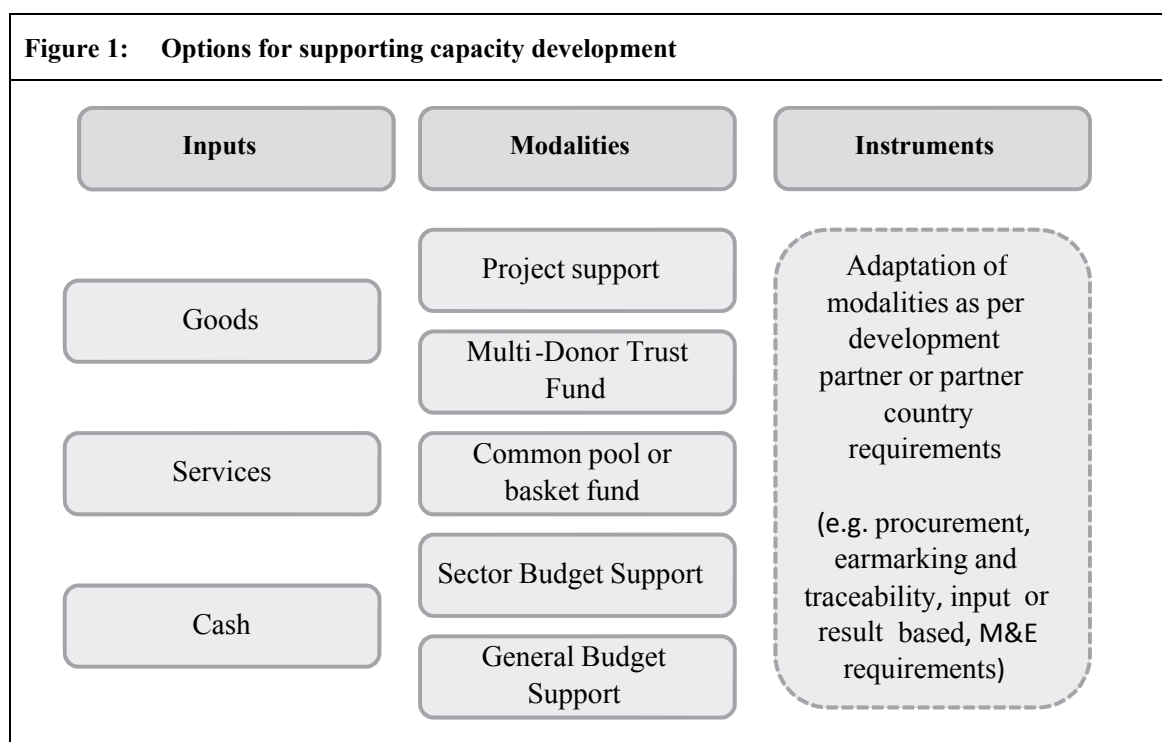 Figure 1: Options for supporting capacity development
Inputs
Goods
Services
Cash
Modalities
Project support
Multi-Donor Trust
Fund
Common pool or
basket fund
Sector Budget Support
General Budget
Support
Instruments
Adaptation of
modalities as per
development
partner or partner
country
requirements
(e.g. procurement,
earmarking and
traceability, input or
result based, M&E
requirements)